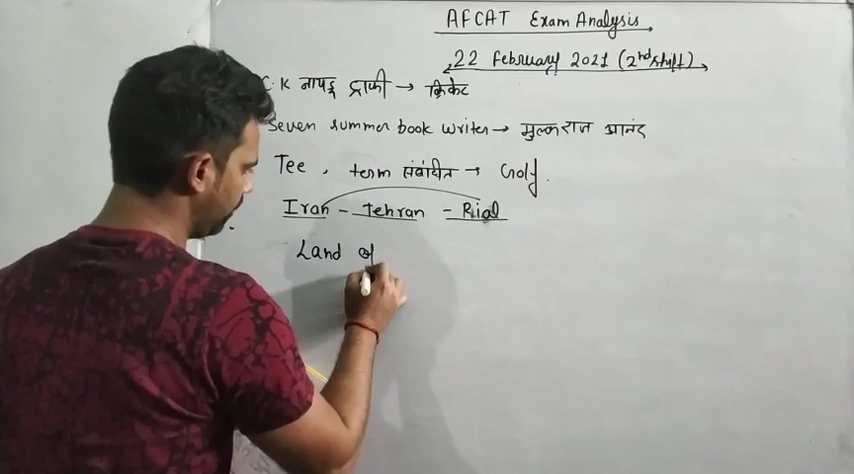 AFCAT Exam Analysis
22 February 2021 (2nd shift)
C.K नायडू ट्राफी → क्रिकेट
Seven summer book writer → मुल्कराज आनंद
Tee, term संबंधित → Golf.
Iran - Tehran - Rial
Land of